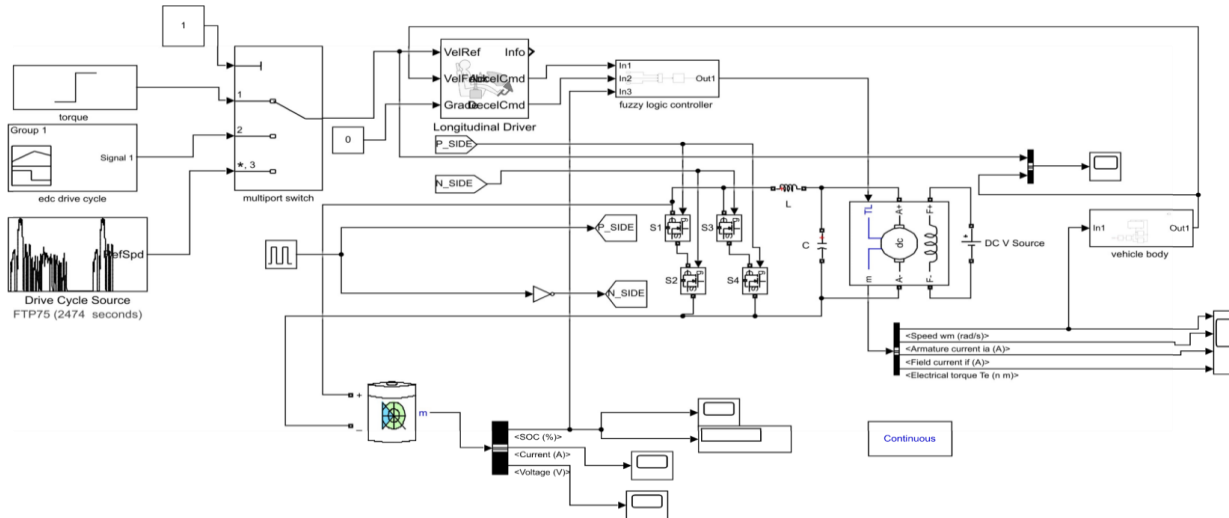 1
torque
Group 1
Signal 1
edc drive cycle
RefSpd
Drive Cycle Source
FTP75 (2474 seconds)
1
2
*, 3
multiport switch
0
VelRef
Info
VelFdbk
AccelCmd
Grade
DecelCmd
Longitudinal Driver
In1
In2
In3
Out1
fuzzy logic controller
P_SIDE
N_SIDE
P_SIDE
N_SIDE
S1
S3
S2
S4
L
C
TL
A+
F+
dc
m
A-
F-
DC V Source
In1
Out1
vehicle body
<Speed wm (rad/s)>
<Armature current ia (A)>
<Field current if (A)>
<Electrical torque Te (n m)>
+
_
m
<SOC (%)>
<Current (A)>
<Voltage (V)>
Continuous